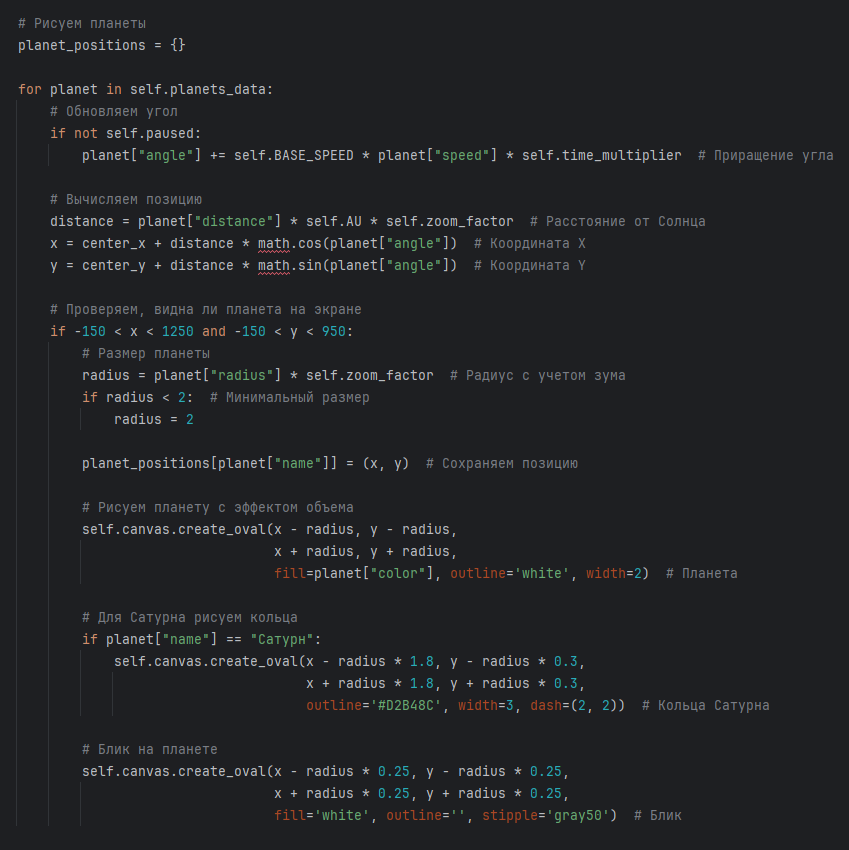 # Рисуем планеты
planet_positions = {}
for planet in self.planets_data:
# Обновляем угол
if not self.paused:
planet["angle"] += self.BASE_SPEED * planet["speed"] * self.time_multiplier  # Приращение угла
# Вычисляем позицию
distance = planet["distance"] * self.AU * self.zoom_factor  # Расстояние от Солнца
x = center_x + distance * math.cos(planet["angle"])  # Координата X
y = center_y + distance * math.sin(planet["angle"])  # Координата Y
# Проверяем, видна ли планета на экране
if -150 < x < 1250 and -150 < y < 950:
# Размер планеты
radius = planet["radius"] * self.zoom_factor  # Радиус с учетом зума
if radius < 2:  # Минимальный размер
radius = 2
planet_positions[planet["name"]] = (x, y)  # Сохраняем позицию
# Рисуем планету с эффектом объема
self.canvas.create_oval(x - radius, y - radius,
x + radius, y + radius,
fill=planet["color"], outline='white', width=2)  # Планета
# Для Сатурна рисуем кольца
if planet["name"] == "Сатурн":
self.canvas.create_oval(x - radius * 1.8, y - radius * 0.3,
x + radius * 1.8, y + radius * 0.3,
outline='#D2B48C', width=3, dash=(2, 2))  # Кольца Сатурна
# Блик на планете
self.canvas.create_oval(x - radius * 0.25, y - radius * 0.25,
x + radius * 0.25, y + radius * 0.25,
fill='white', outline='', stipple='gray50')  # Блик